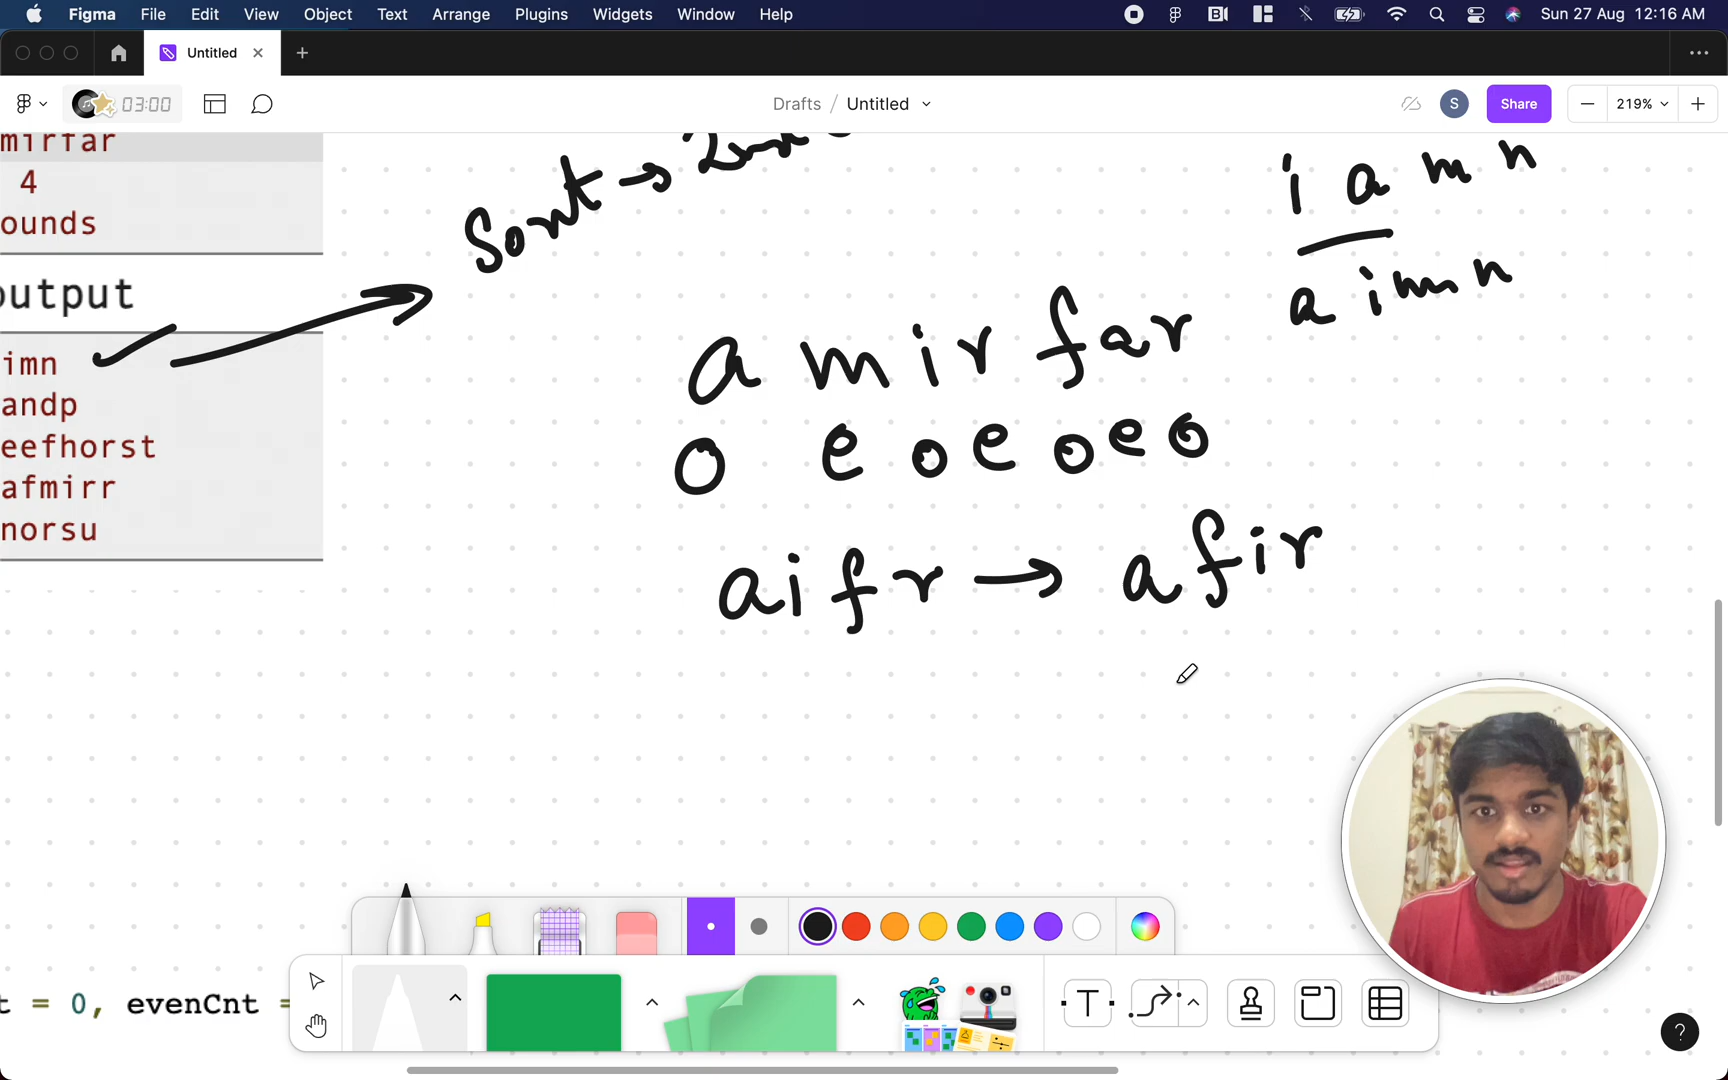 Figma File Edit View Object Text Arrange Plugins Widgets Window Help Sun 27 Aug 12:16 AM
Untitled
03:00 Drafts / Untitled S Share 219%
mirfar
4
ounds
output
imn
andp
eefhorst
afmirr
norsu
Sort →
i a m n
a i m n
a m i r f a r
o e o e o e o
a i f r → a f i r
t = 0, evenCnt =
T
?